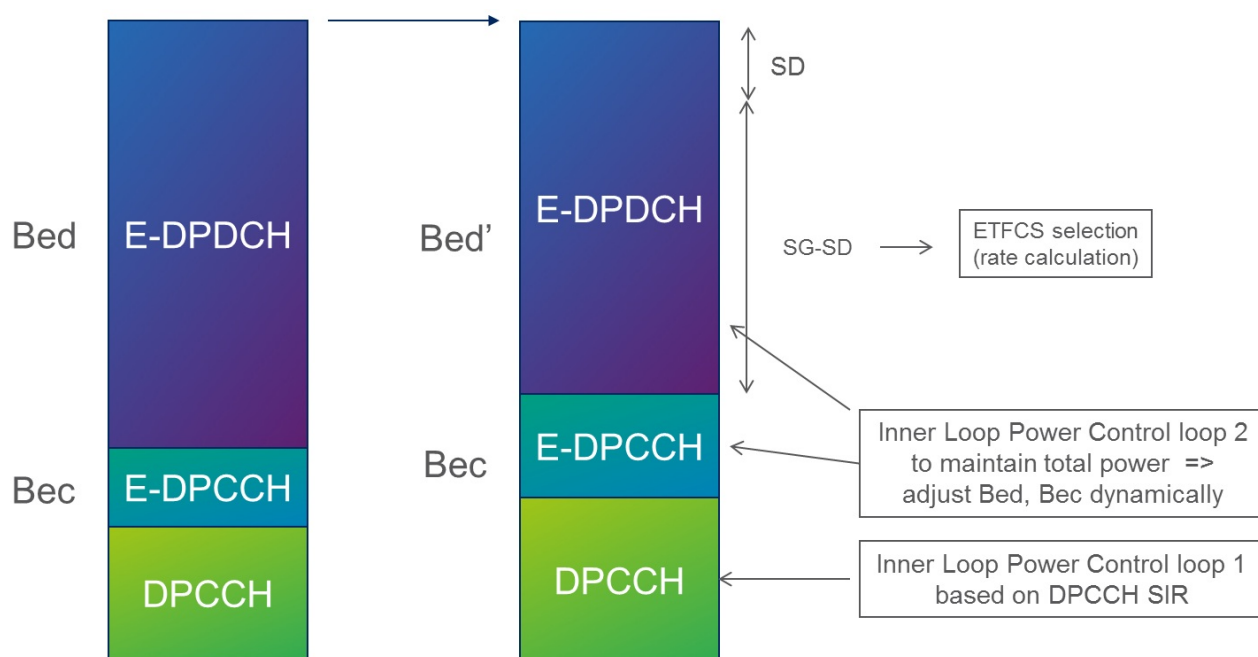 Bed
E-DPDCH
Bec
E-DPCCH
DPCCH
Bed’
E-DPDCH
Bec
E-DPCCH
DPCCH
SD
SG-SD
ETFCS selection
(rate calculation)
Inner Loop Power Control loop 2
to maintain total power =>
adjust Bed, Bec dynamically
Inner Loop Power Control loop 1
based on DPCCH SIR